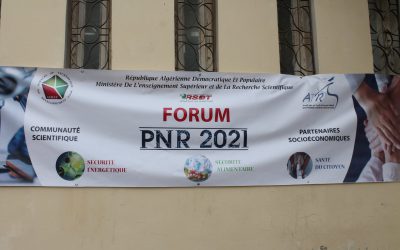 République Algérienne Démocratique Et Populaire
Ministère De L'enseignement Supérieur et de La Recherche Scientifique
FORUM
PNR 2021
COMMUNAUTÉ
SCIENTIFIQUE
PARTENAIRES
SOCIOÉCONOMIQUES
SÉCURITÉ
ÉNERGÉTIQUE
SÉCURITÉ
ALIMENTAIRE
SANTÉ
DU CITOYEN